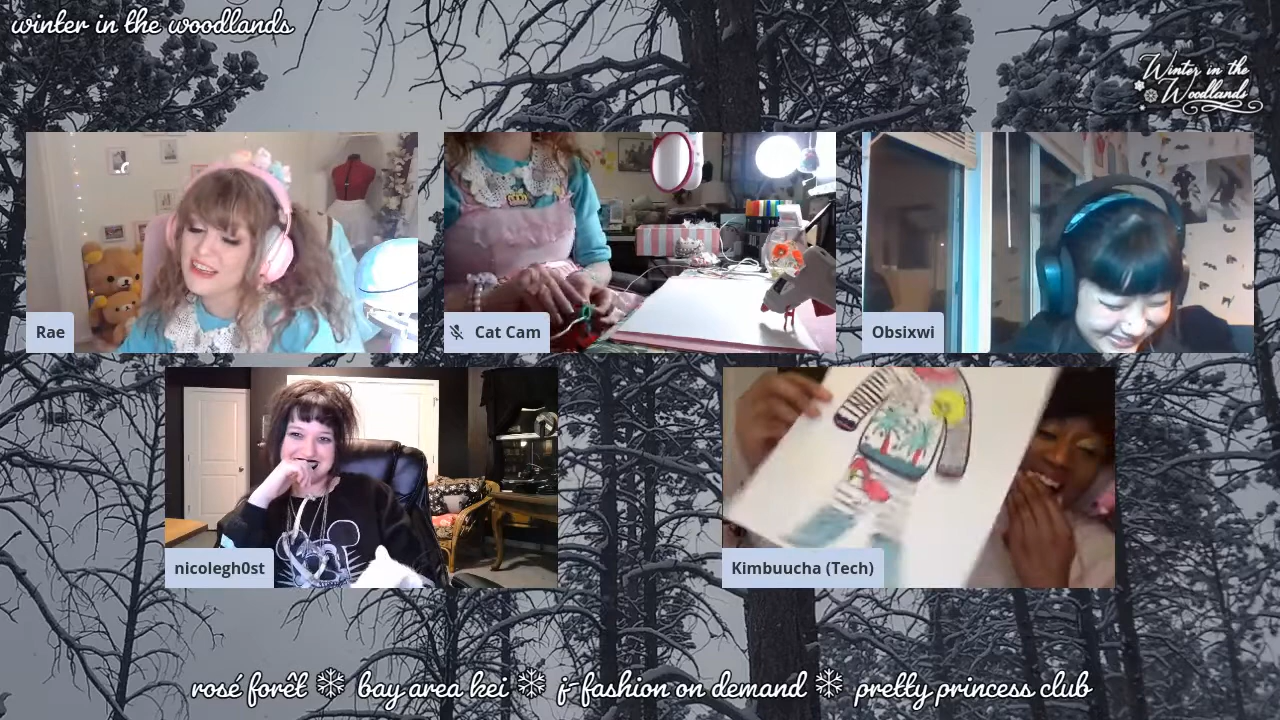 winter in the woodlands
Winter in the
Woodlands
Rae
Cat Cam
Obsixwi
nicolegh0st
Kimbuucha (Tech)
rosé forêt ❄ bay area kei ❄ j-fashion on demand ❄ pretty princess club